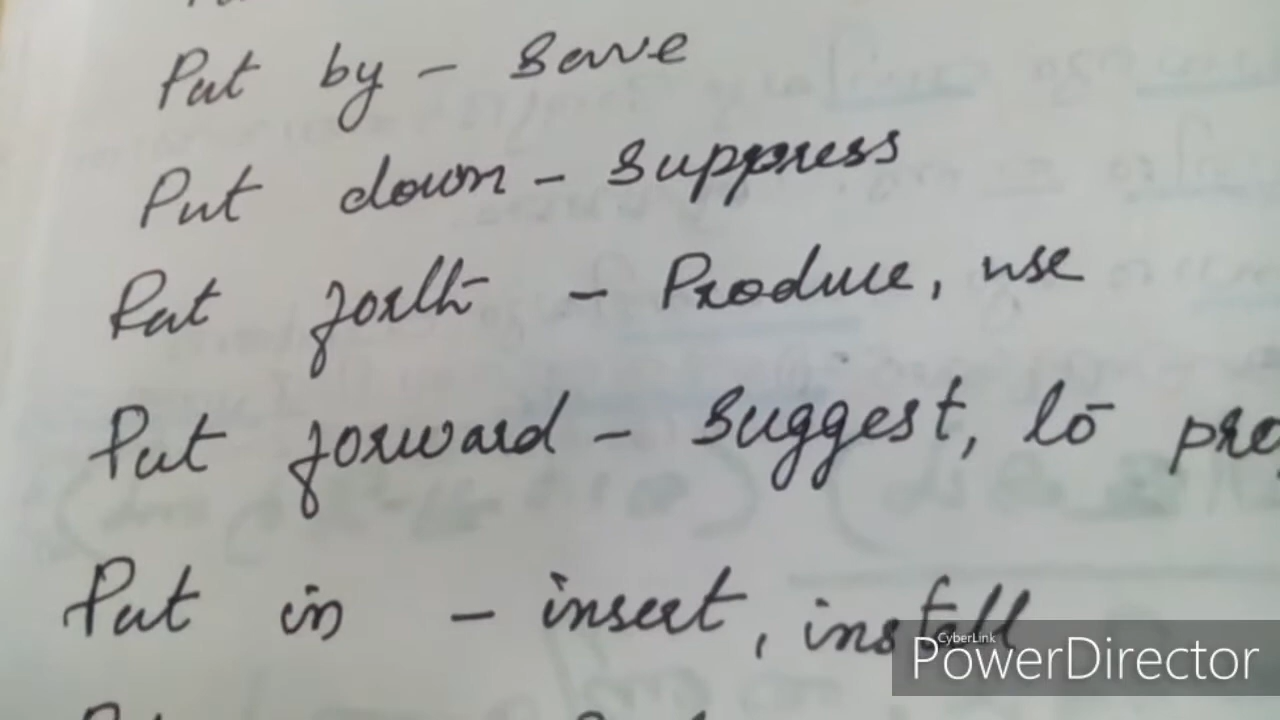 Put by - save
Put down - suppress
Put forth - Produce, use
Put forward - suggest, to
Put in - insert, install
CyberLink
PowerDirector